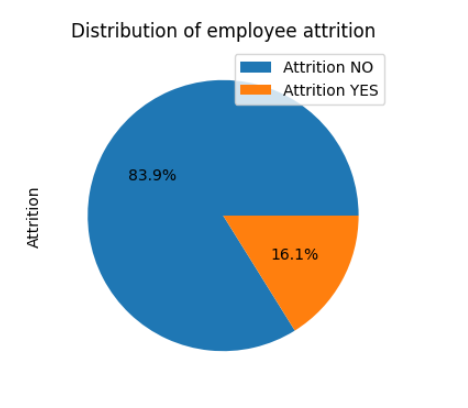 Distribution of employee attrition
Attrition NO
Attrition YES
83.9%
Attrition
16.1%